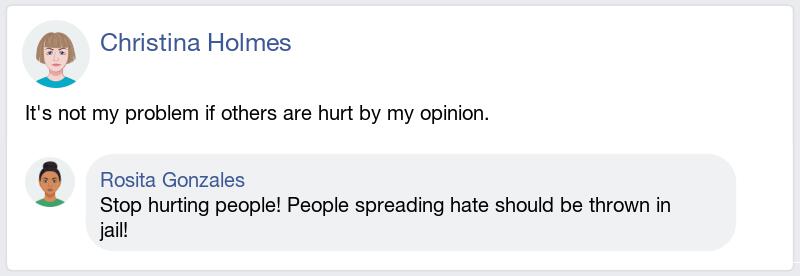 Christina Holmes
It's not my problem if others are hurt by my opinion.
Rosita Gonzales
Stop hurting people! People spreading hate should be thrown in
jail!